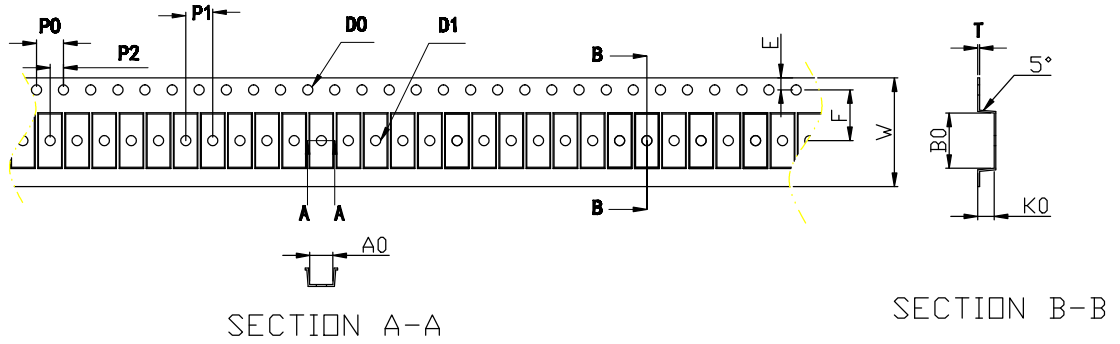 P0
P1
P2
D0
D1
B
E
F
W
T
5°
B0
K0
A
A
B
A0
SECTION A-A
SECTION B-B